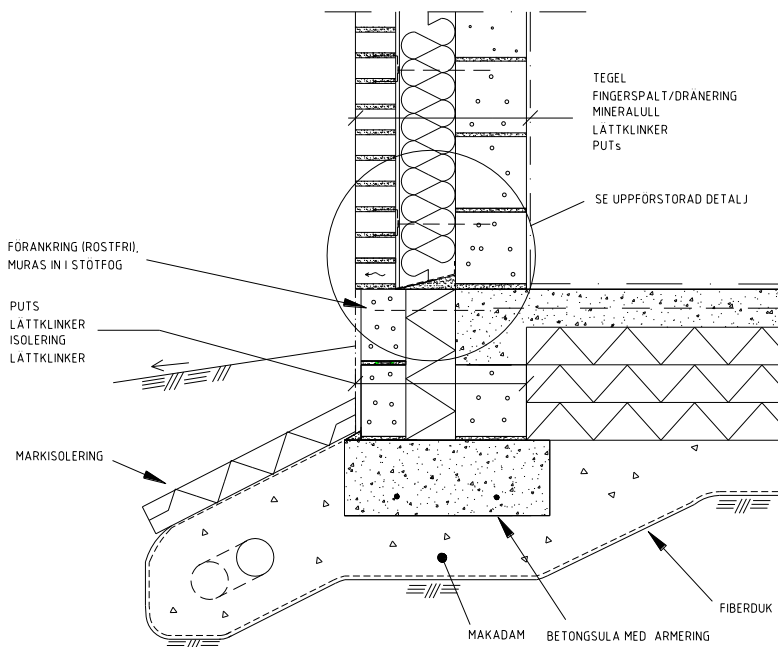 TEGEL
FINGERSPALT/DRÄNERING
MINERALULL
LÄTTKLINKER
PUTs
SE UPPFÖRSTORAD DETALJ
FÖRANKRING (ROSTFRI),
MURAS IN I STÖTFOG
PUTS
LÄTTKLINKER
ISOLERING
LÄTTKLINKER
MARKISOLERING
FIBERDUK
MAKADAM
BETONGSULA MED ARMERING